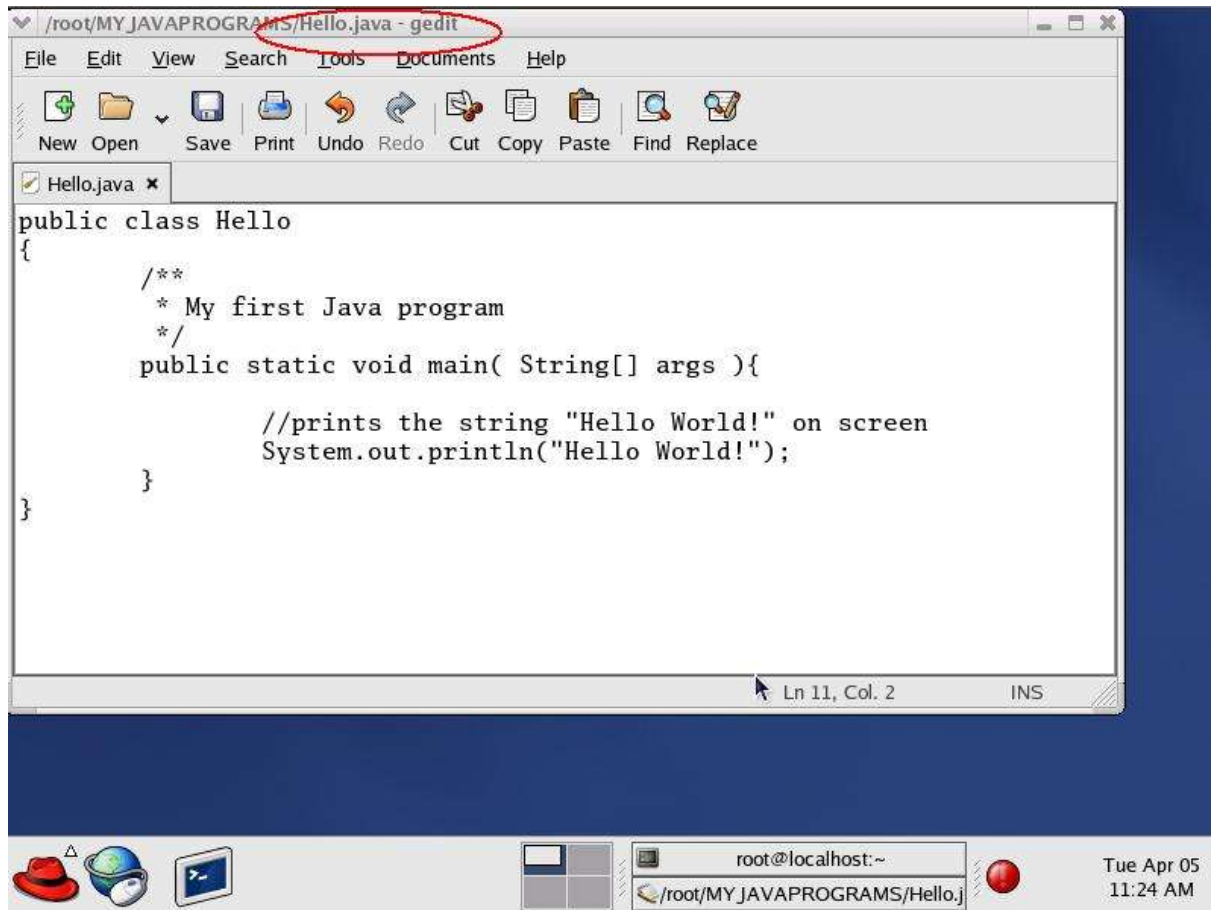 /root/MY JAVAPROGRAMS/Hello.java - gedit
File Edit View Search Tools Documents Help
New Open Save Print Undo Redo Cut Copy Paste Find Replace
Hello.java
public class Hello
{
/**
* My first Java program
*/
public static void main( String[] args ){
//prints the string "Hello World!" on screen
System.out.println("Hello World!");
}
}
Ln 11, Col. 2 INS
root@localhost:~
/root/MY JAVAPROGRAMS/Hello.j
Tue Apr 05
11:24 AM